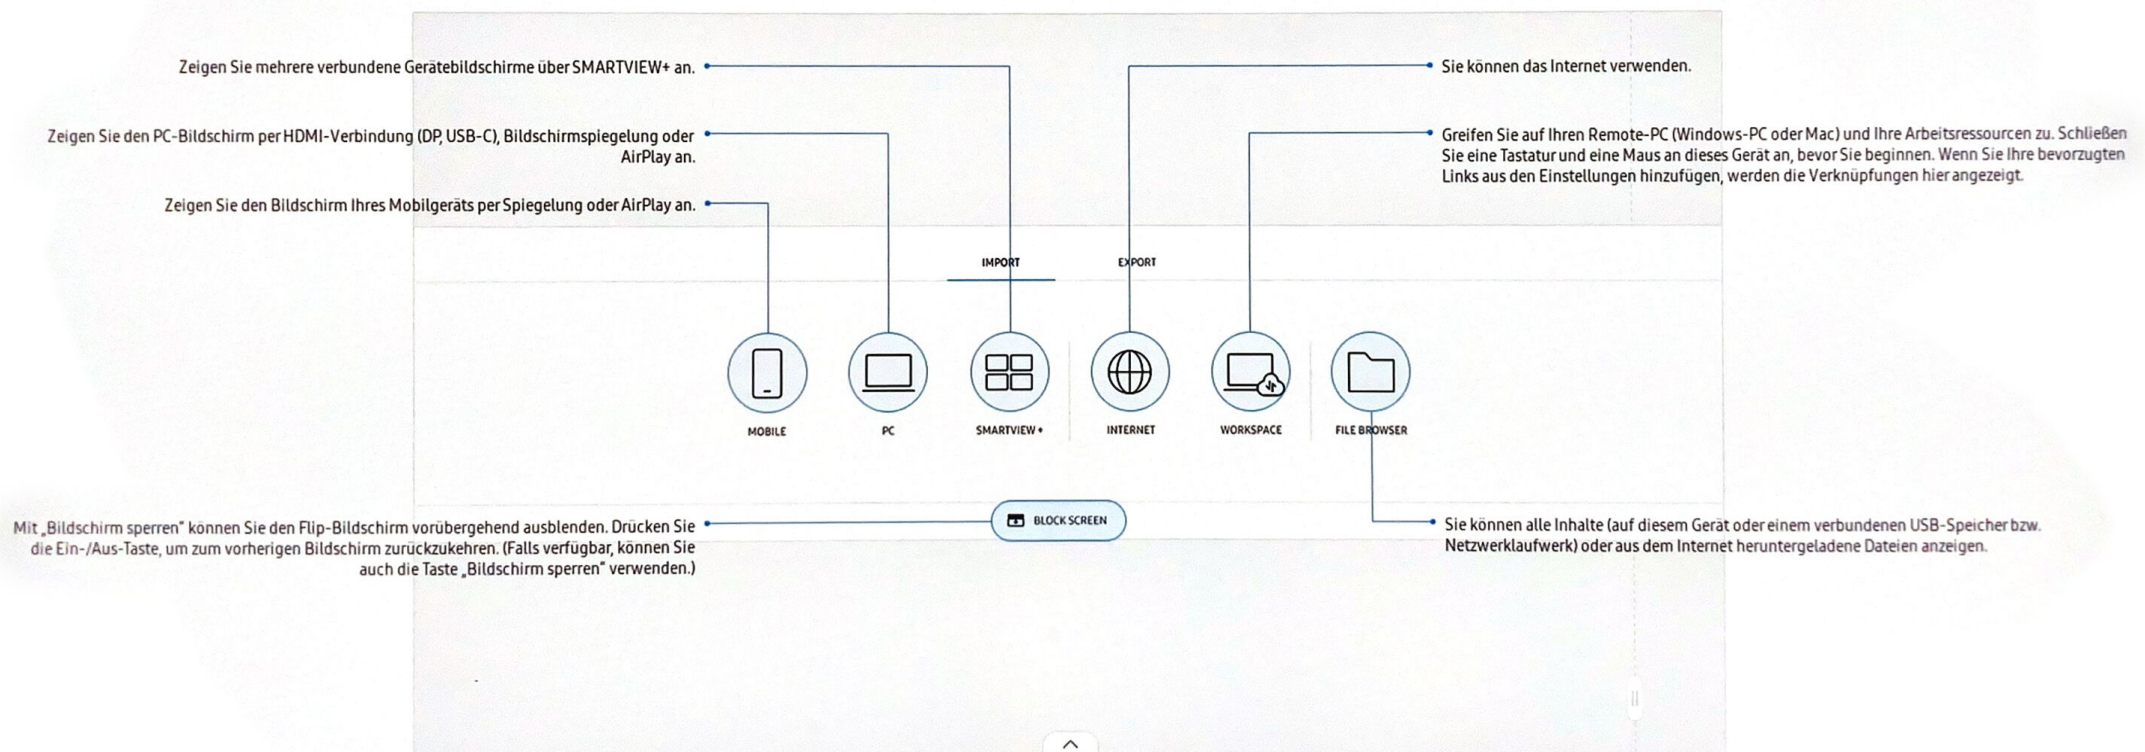 Zeigen Sie mehrere verbundene Gerätebildschirme über SMARTVIEW+ an.
Zeigen Sie den PC-Bildschirm per HDMI-Verbindung (DP, USB-C), Bildschirmspiegelung oder
AirPlay an.
Zeigen Sie den Bildschirm Ihres Mobilgeräts per Spiegelung oder AirPlay an.
Sie können das Internet verwenden.
Greifen Sie auf Ihren Remote-PC (Windows-PC oder Mac) und Ihre Arbeitsressourcen zu. Schließen
Sie eine Tastatur und eine Maus an dieses Gerät an, bevor Sie beginnen. Wenn Sie Ihre bevorzugten
Links aus den Einstellungen hinzufügen, werden die Verknüpfungen hier angezeigt.
IMPORT
EXPORT
MOBILE
PC
SMARTVIEW+
INTERNET
WORKSPACE
FILE BROWSER
Mit „Bildschirm sperren“ können Sie den Flip-Bildschirm vorübergehend ausblenden. Drücken Sie
die Ein-/Aus-Taste, um zum vorherigen Bildschirm zurückzukehren. (Falls verfügbar, können Sie
auch die Taste „Bildschirm sperren“ verwenden.)
BLOCK SCREEN
Sie können alle Inhalte (auf diesem Gerät oder einem verbundenen USB-Speicher bzw.
Netzwerklaufwerk) oder aus dem Internet heruntergeladene Dateien anzeigen.